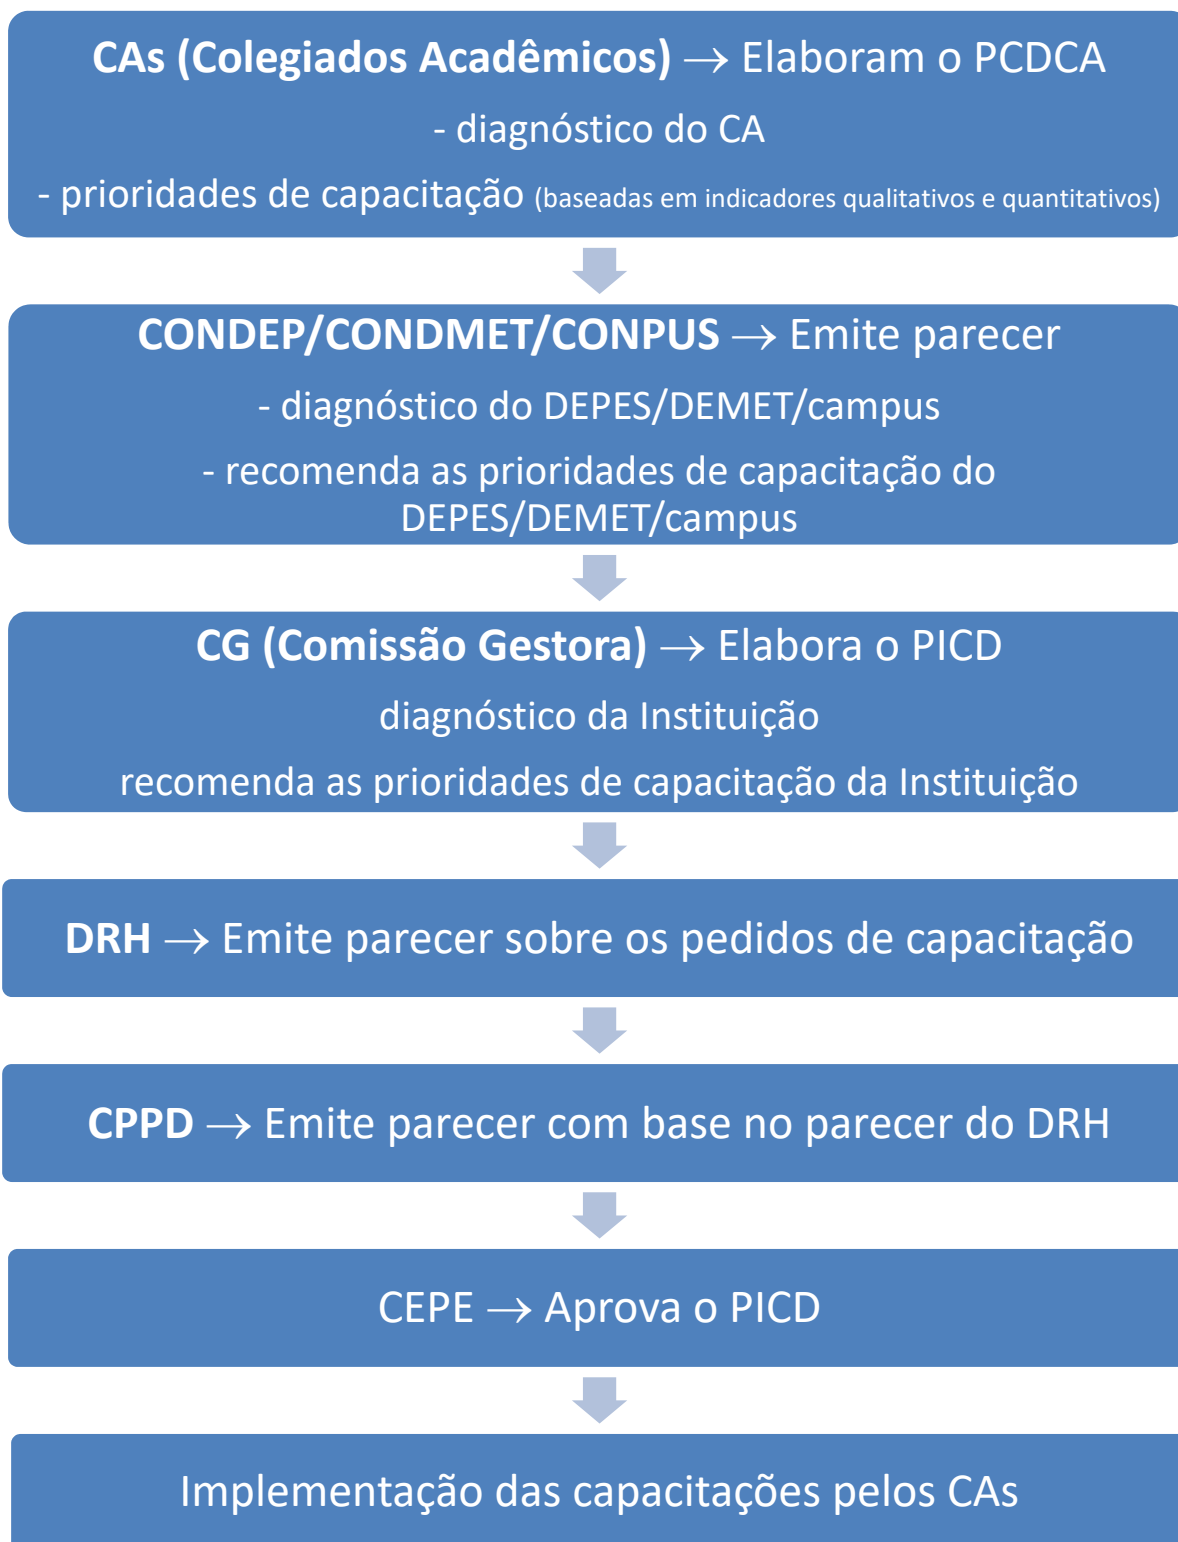 CAs (Colegiados Acadêmicos) → Elaboram o PCDCA
- diagnóstico do CA
- prioridades de capacitação (baseadas em indicadores qualitativos e quantitativos)
CONDEP/CONDMET/CONPUS → Emite parecer
- diagnóstico do DEPES/DEMET/campus
- recomenda as prioridades de capacitação do
DEPES/DEMET/campus
CG (Comissão Gestora) → Elabora o PICD
diagnóstico da Instituição
recomenda as prioridades de capacitação da Instituição
DRH → Emite parecer sobre os pedidos de capacitação
CPPD → Emite parecer com base no parecer do DRH
CEPE → Aprova o PICD
Implementação das capacitações pelos CAs